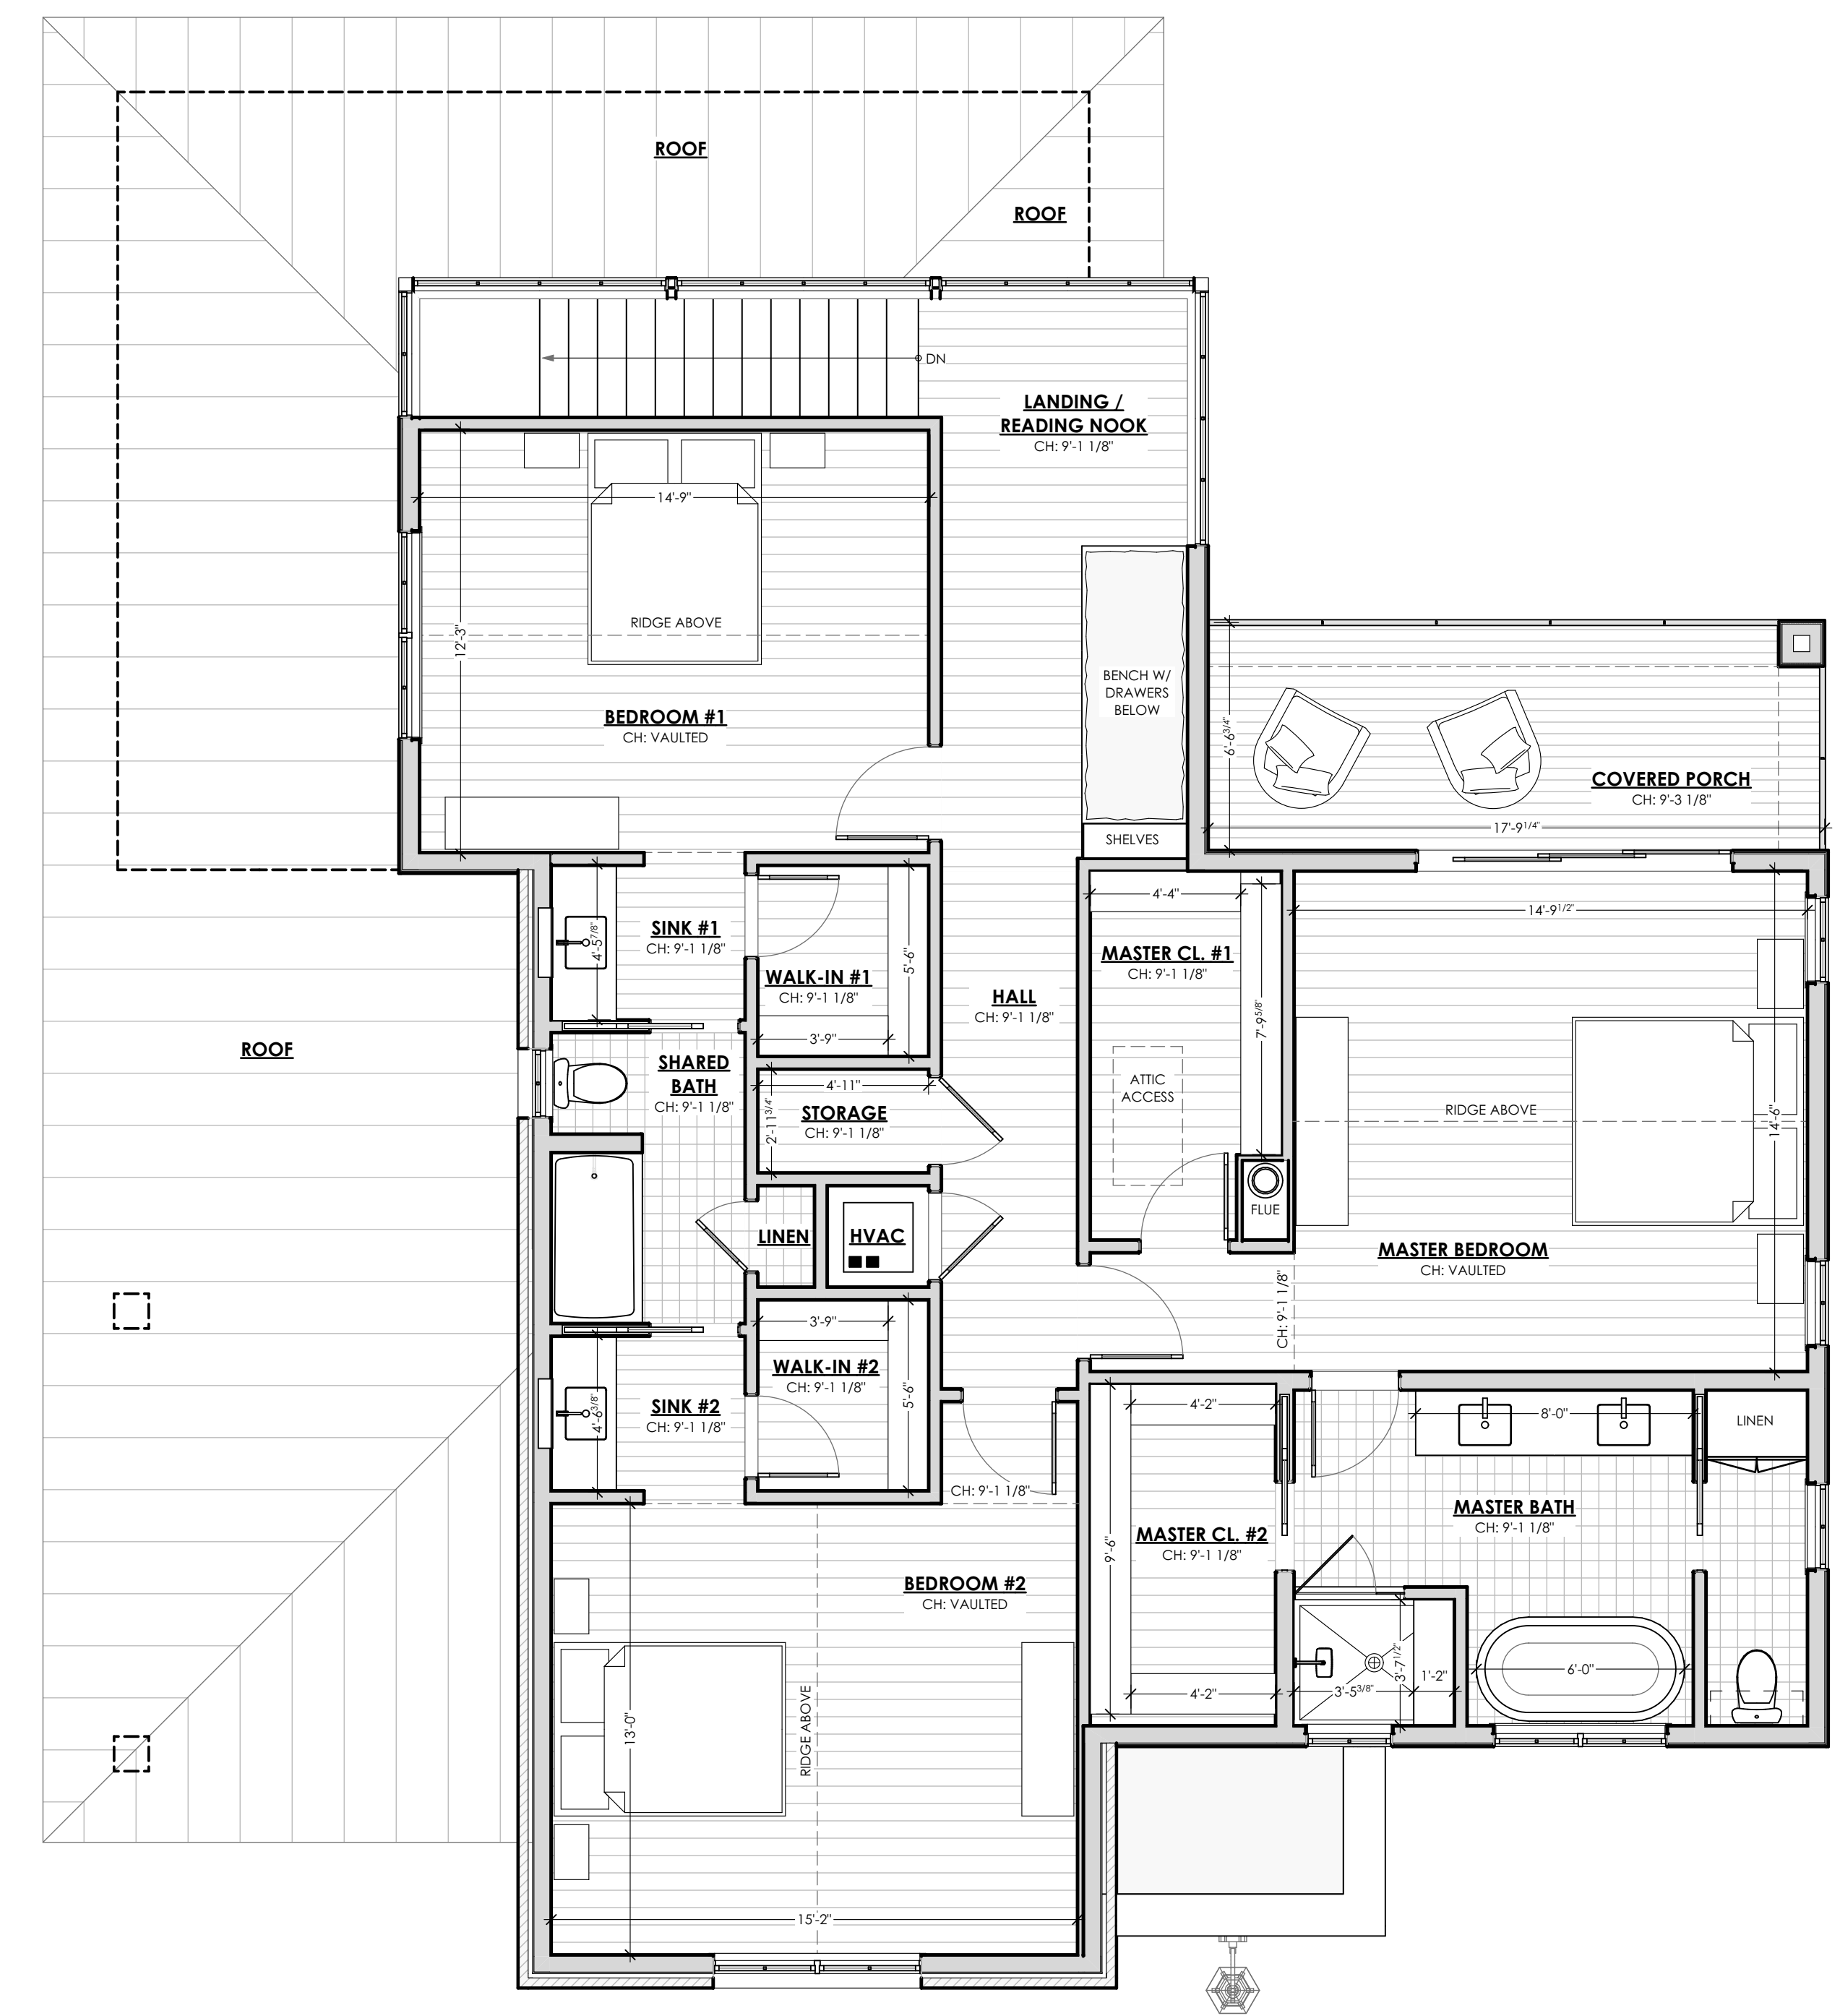 ROOF
ROOF
DN
LANDING /
READING NOOK
CH: 9'-1 1/8"
14'-9"
12'-3"
RIDGE ABOVE
BEDROOM #1
CH: VAULTED
BENCH W/
DRAWERS
BELOW
SHELVES
6'-6 3/4"
COVERED PORCH
CH: 9'-3 1/8"
17'-9 1/4"
4'-5 7/8"
SINK #1
CH: 9'-1 1/8"
WALK-IN #1
CH: 9'-1 1/8"
5'-6"
3'-9"
HALL
CH: 9'-1 1/8"
4'-4"
MASTER CL. #1
CH: 9'-1 1/8"
7'-9 5/8"
ATTIC
ACCESS
FLUE
14'-9 1/2"
RIDGE ABOVE
14'-6"
MASTER BEDROOM
CH: VAULTED
CH: 9'-1 1/8"
ROOF
SHARED
BATH
CH: 9'-1 1/8"
4'-11"
2'-11 3/4"
STORAGE
CH: 9'-1 1/8"
LINEN
HVAC
3'-9"
WALK-IN #2
CH: 9'-1 1/8"
5'-6"
4'-6 3/8"
SINK #2
CH: 9'-1 1/8"
CH: 9'-1 1/8"
4'-2"
9'-6"
MASTER CL. #2
CH: 9'-1 1/8"
4'-2"
8'-0"
LINEN
MASTER BATH
CH: 9'-1 1/8"
3'-7 1/2"
3'-5 3/8"
1'-2"
6'-0"
BEDROOM #2
CH: VAULTED
13'-0"
RIDGE ABOVE
15'-2"